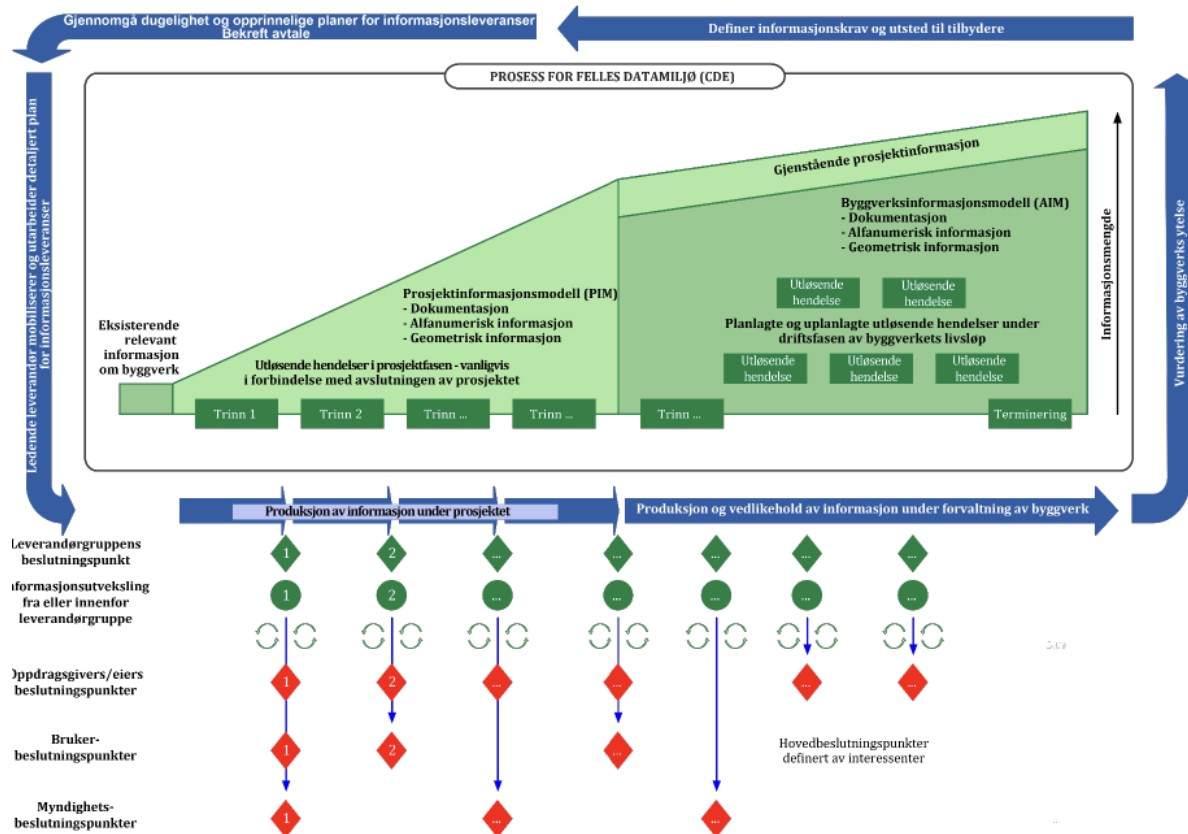 Gjennomgå dugelighet og opprinnelige planer for informasjonsleveranser
Bekreft avtale
Definer informasjonskrav og utsted til tilbydere
Ledende leverandør mobiliserer og utarbeider detaljert plan
for informasjonsleveranser
PROSESS FOR FELLES DATAMILJØ (CDE)
Gjenstående prosjektinformasjon
Byggverksinformasjonsmodell (AIM)
- Dokumentasjon
- Alfanumerisk informasjon
- Geometrisk informasjon
Informasjonsmengde
Vurdering av byggverks ytelse
Utløsende
hendelse
Utløsende
hendelse
Prosjektinformasjonsmodell (PIM)
- Dokumentasjon
- Alfanumerisk informasjon
- Geometrisk informasjon
Planlagte og uplanlagte utløsende hendelser under
driftsfasen av byggverkets livsløp
Eksisterende
relevant
informasjon
om byggverk
Utløsende hendelser i prosjektfasen - vanligvis
i forbindelse med avslutningen av prosjektet
Utløsende
hendelse
Utløsende
hendelse
Utløsende
hendelse
Trinn 1
Trinn 2
Trinn ...
Trinn ...
Trinn ...
Terminering
Produksjon av informasjon under prosjektet
Produksjon og vedlikehold av informasjon under forvaltning av byggverk
Leverandørgruppens
beslutningspunkt
1
2
...
...
...
...
...
nformasjonsutveksling
fra eller innenfor
leverandørgruppe
1
2
...
...
...
...
...
Oppdragsgivers/eiers
beslutningspunkter
1
2
...
...
...
...
Bruker-
beslutningspunkter
1
2
...
Hovedbeslutningspunkter
definert av interessenter
Myndighets-
beslutningspunkter
1
...
...
...